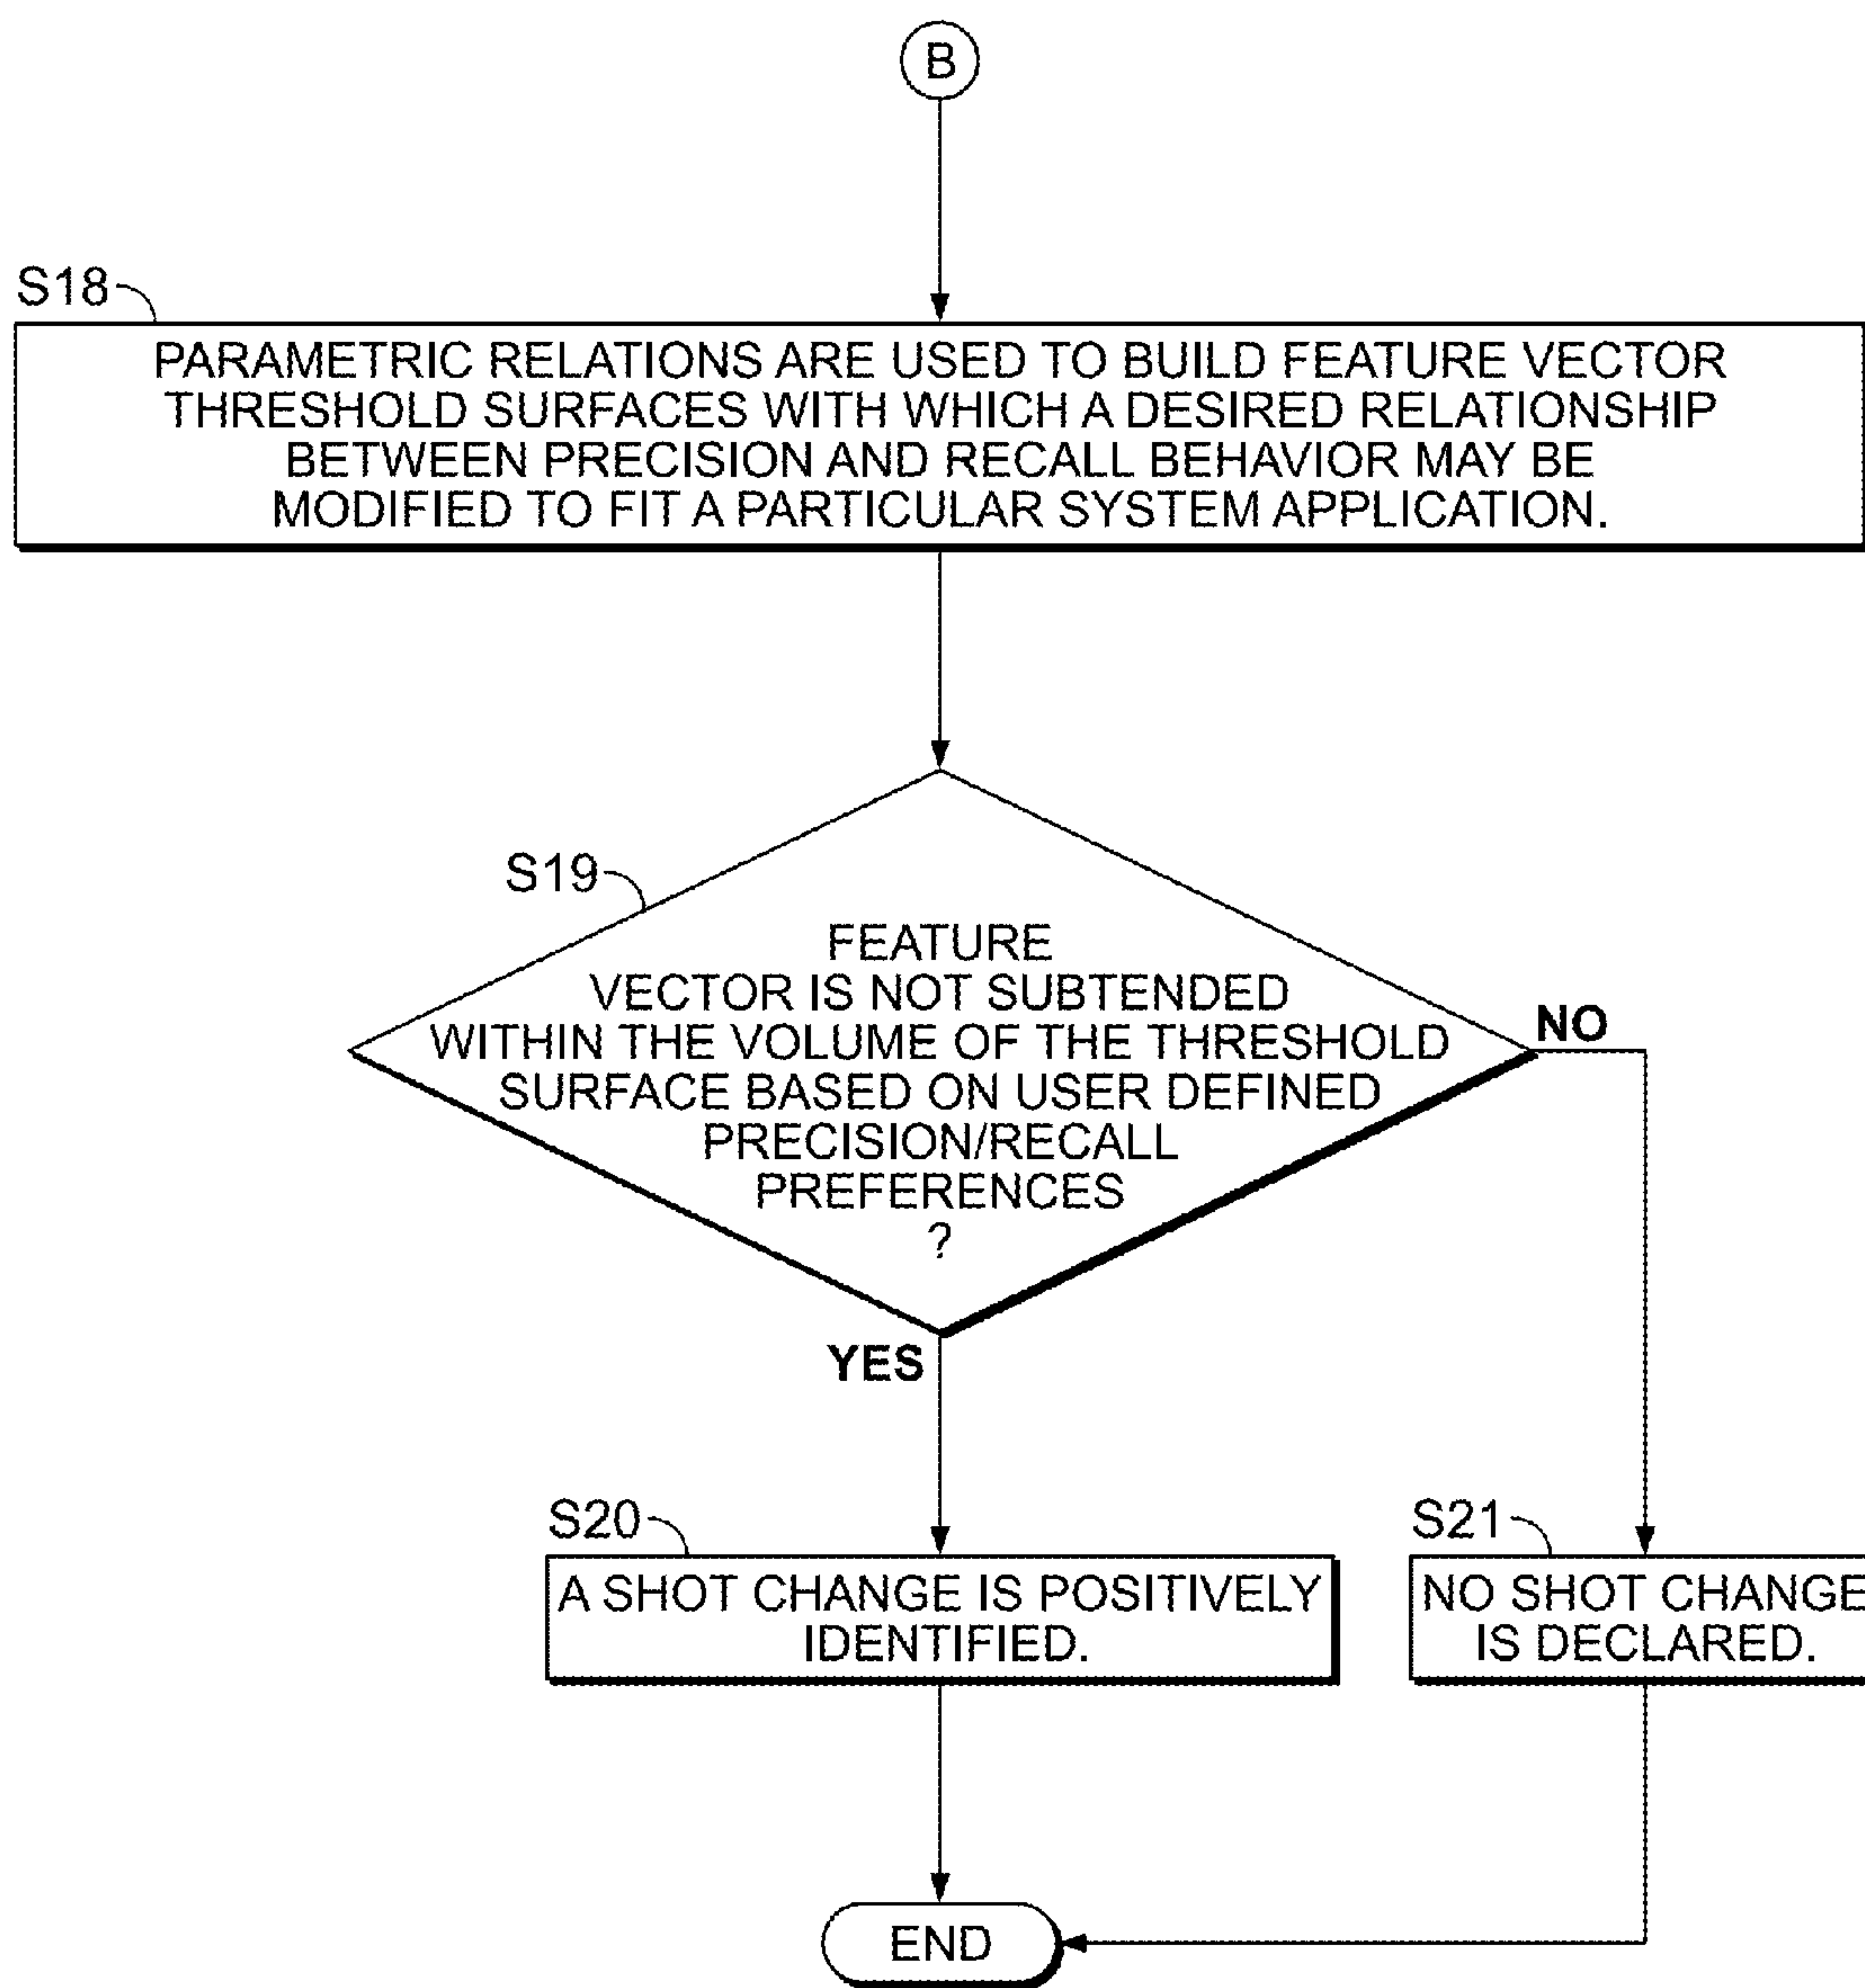 B
S18
PARAMETRIC RELATIONS ARE USED TO BUILD FEATURE VECTOR
THRESHOLD SURFACES WITH WHICH A DESIRED RELATIONSHIP
BETWEEN PRECISION AND RECALL BEHAVIOR MAY BE
MODIFIED TO FIT A PARTICULAR SYSTEM APPLICATION.
S19
FEATURE
VECTOR IS NOT SUBTENDED
WITHIN THE VOLUME OF THE THRESHOLD
SURFACE BASED ON USER DEFINED
PRECISION/RECALL
PREFERENCES
?
NO
YES
S20
A SHOT CHANGE IS POSITIVELY
IDENTIFIED.
S21
NO SHOT CHANGE
IS DECLARED.
END